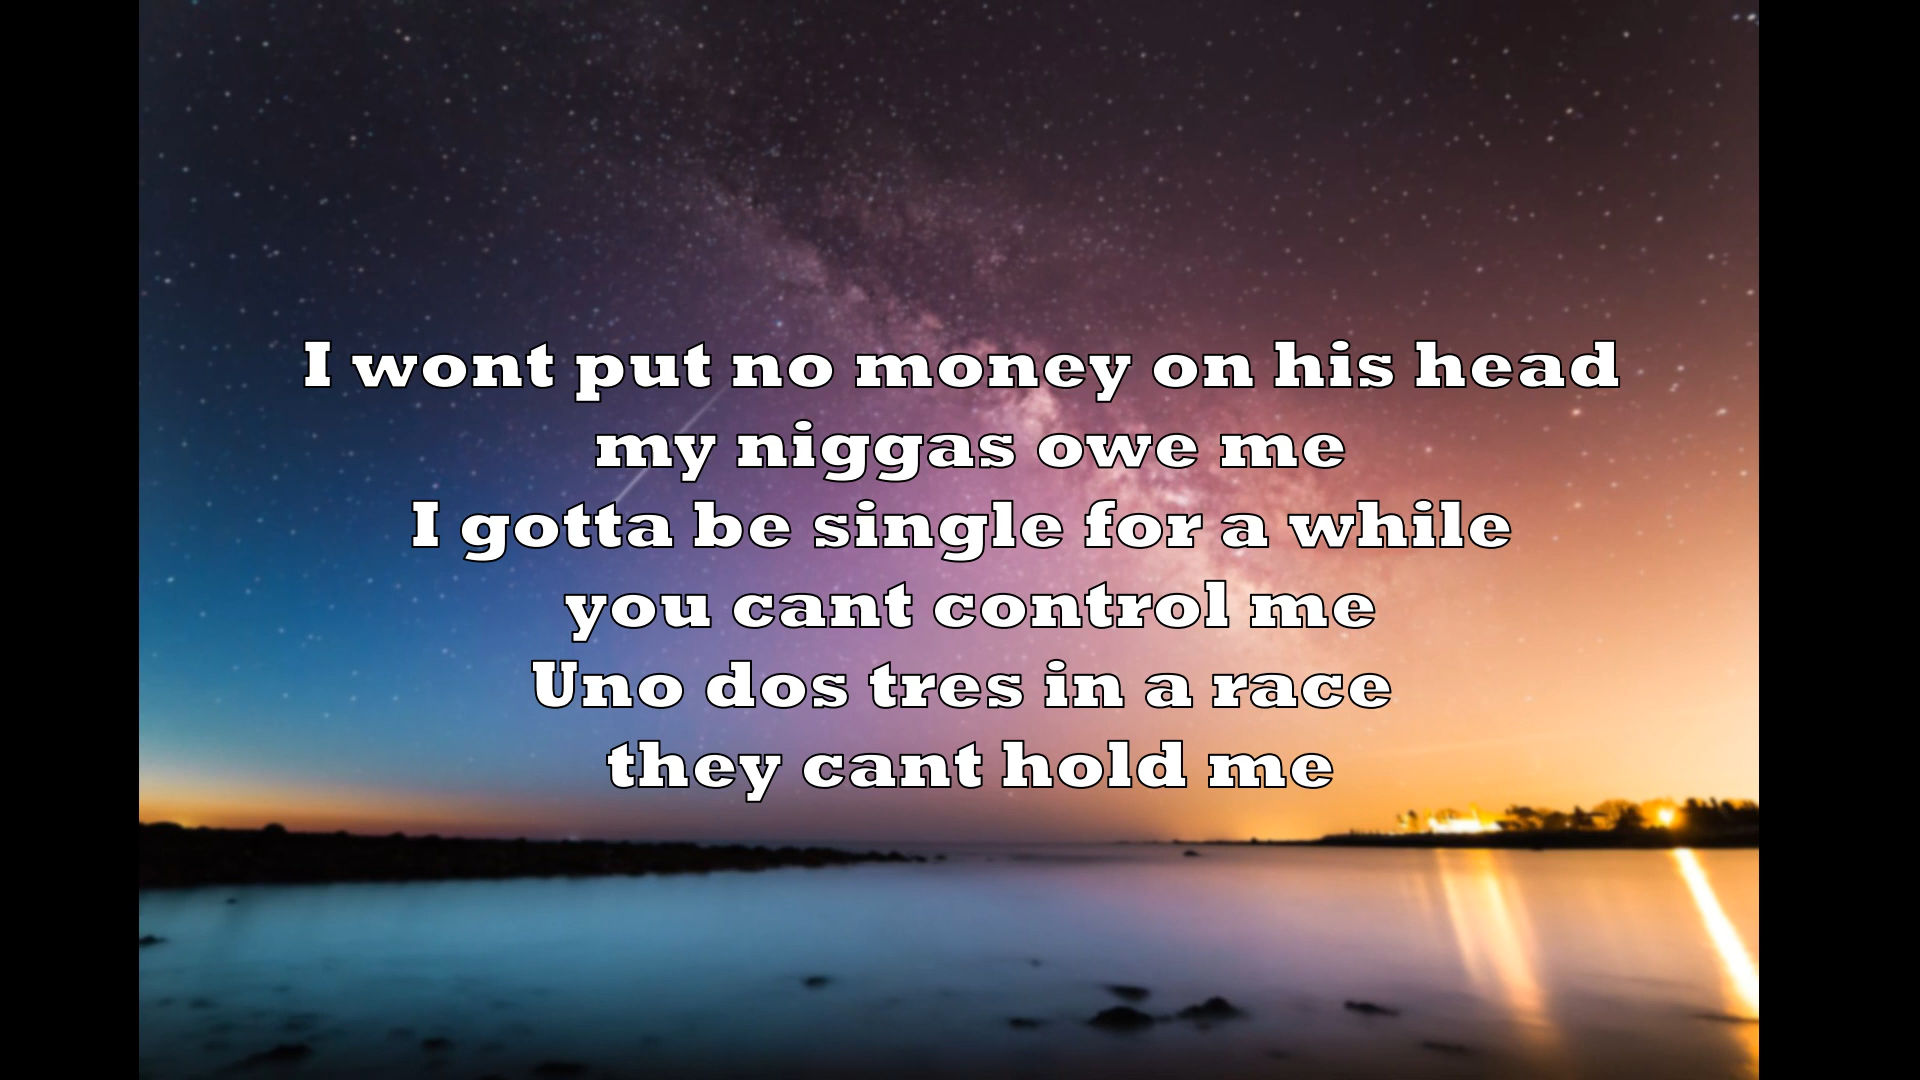 I wont put no money on his head
my niggas owe me
I gotta be single for a while
you cant control me
Uno dos tres in a race
they cant hold me